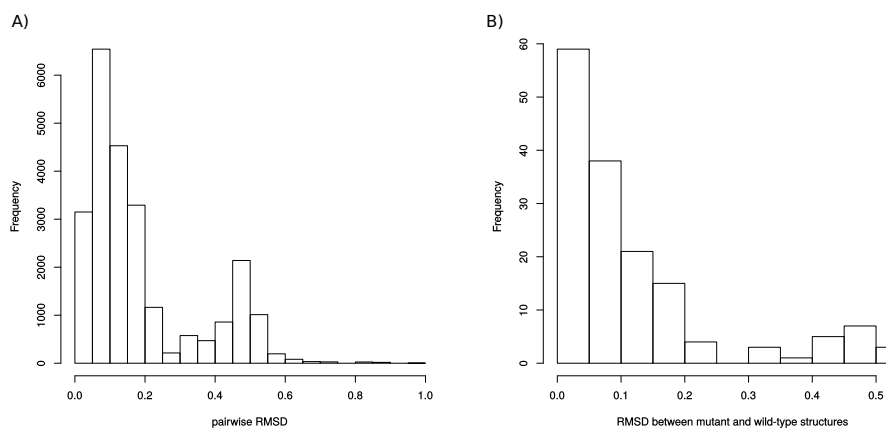 A)
Frequency
0 1000 2000 3000 4000 5000 6000
0.0 0.2 0.4 0.6 0.8 1.0
pairwise RMSD
B)
Frequency
0 10 20 30 40 50 60
0.0 0.1 0.2 0.3 0.4 0.5
RMSD between mutant and wild-type structures